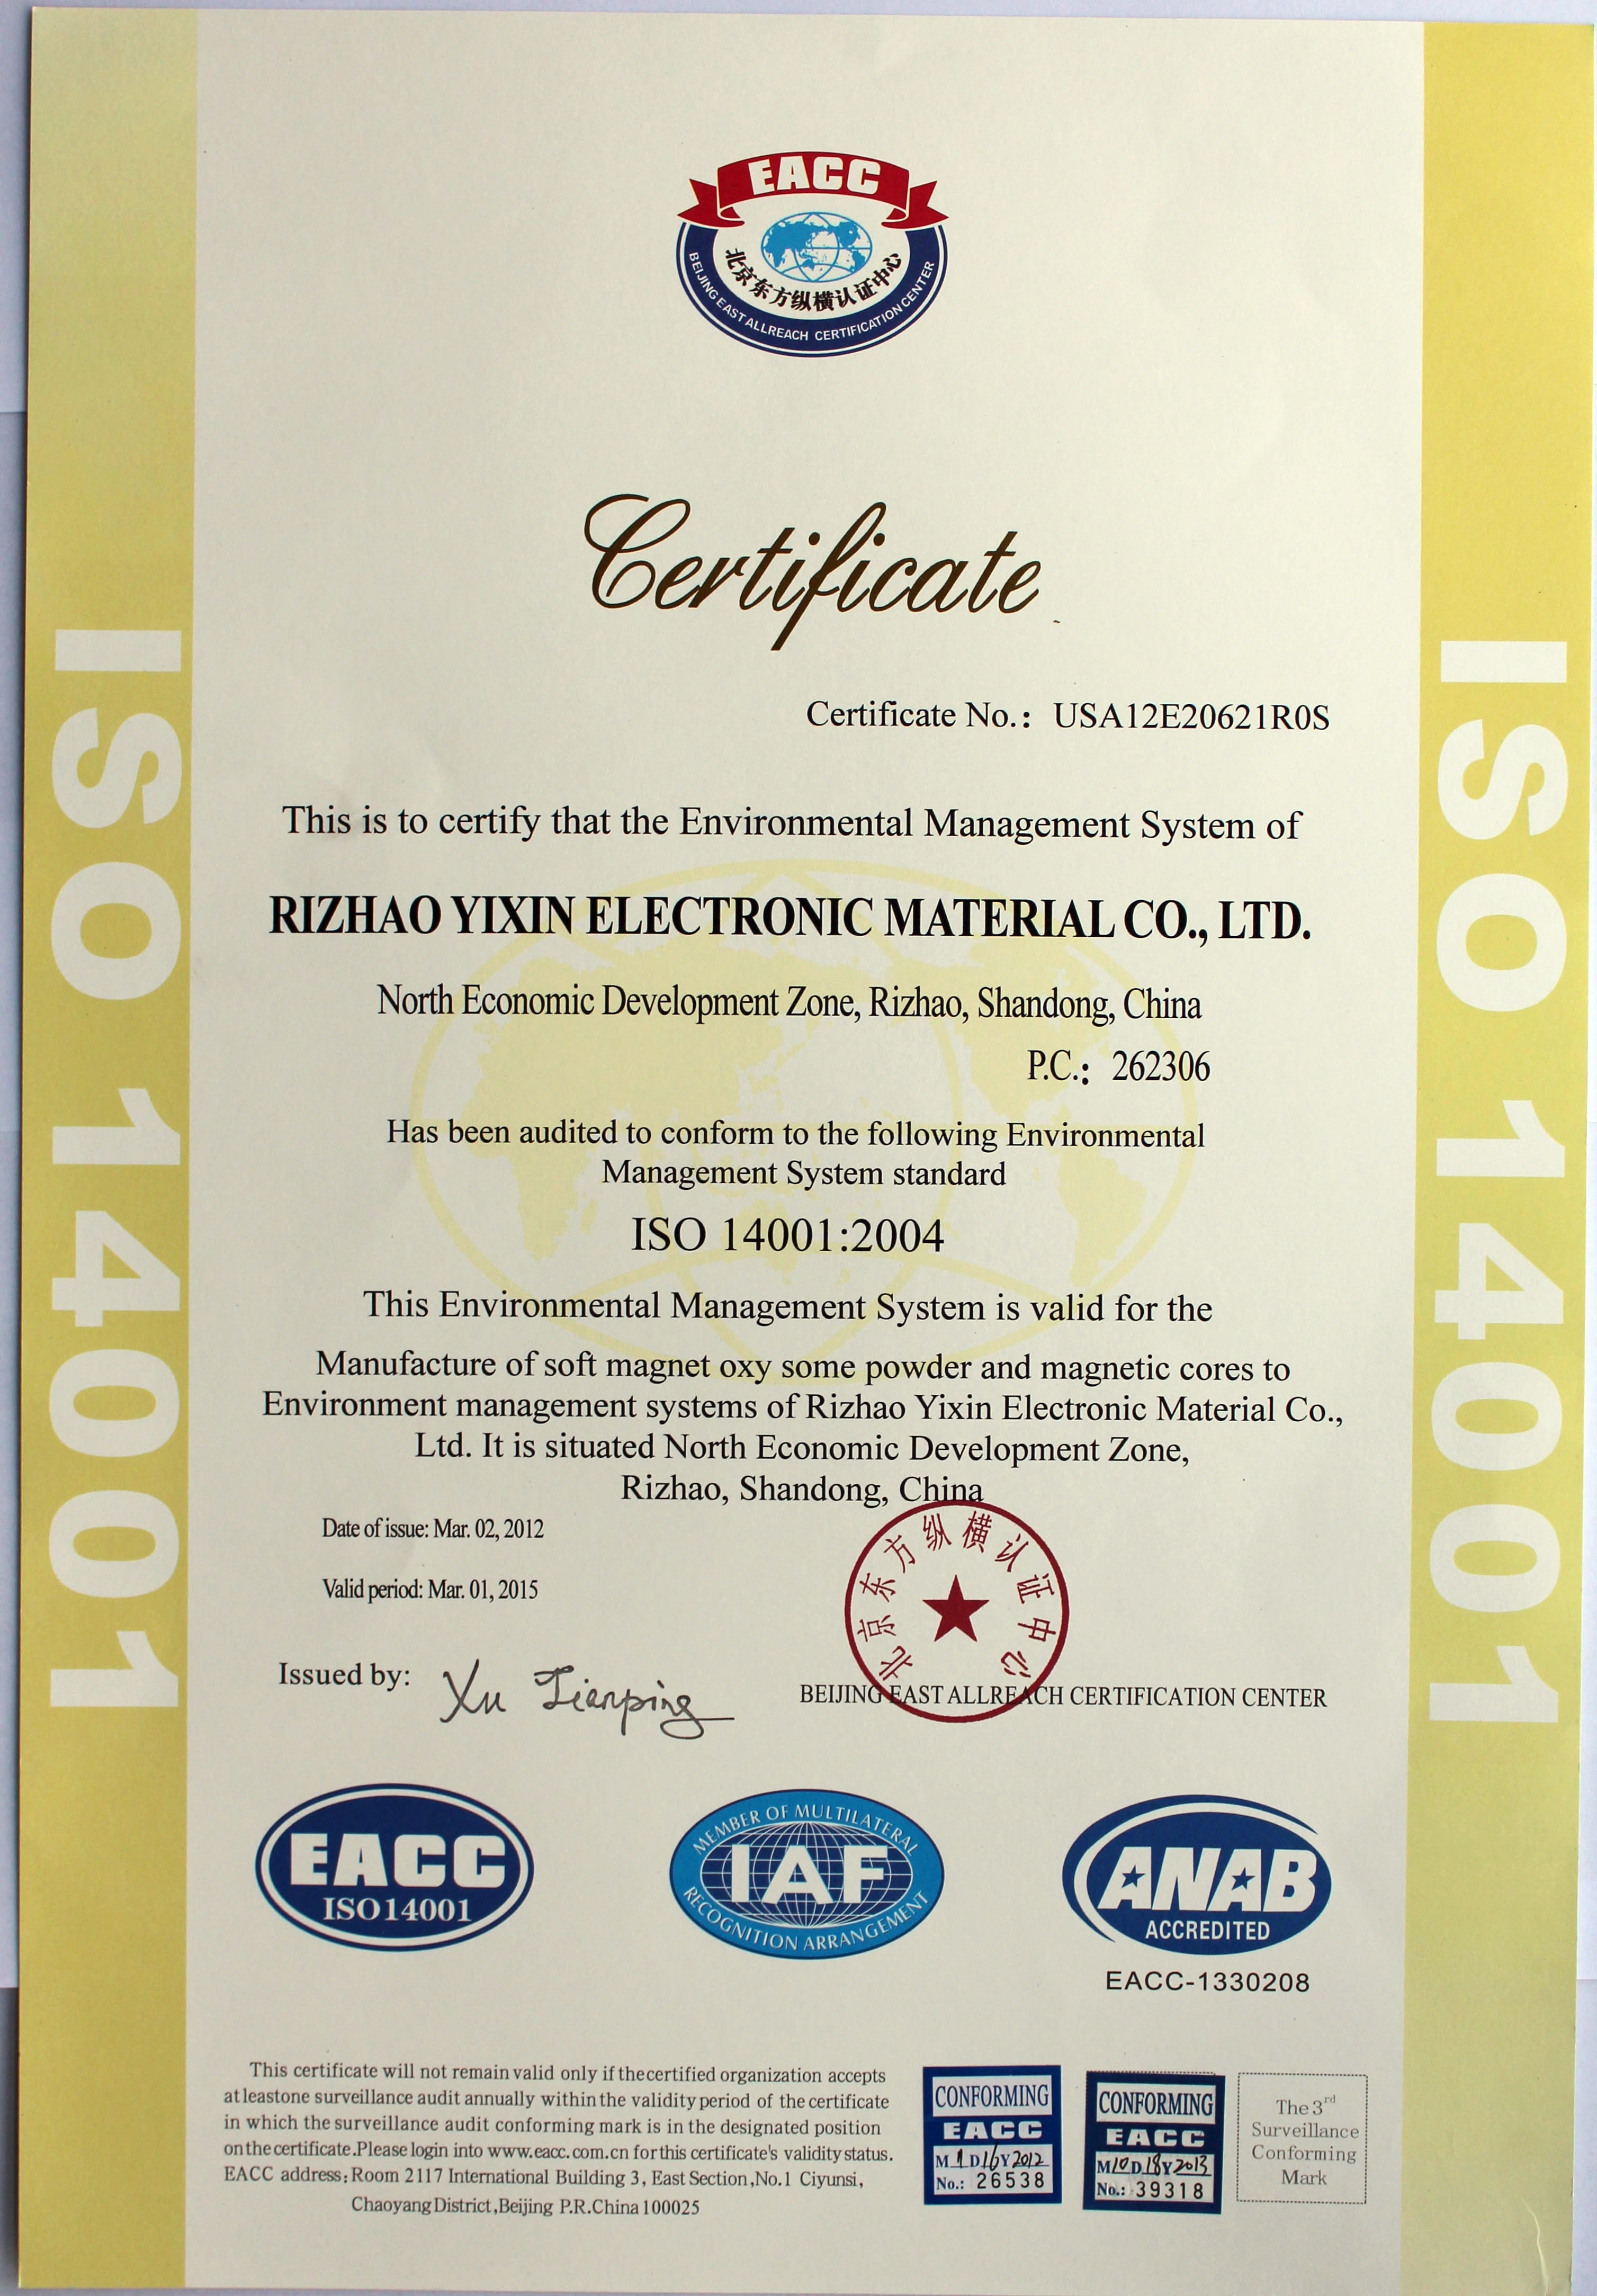 EACC
北京东方纵横认证中心
BEIJING EAST ALLREACH CERTIFICATION CENTER
Certificate
Certificate No.: USA12E20621R0S
This is to certify that the Environmental Management System of
RIZHAO YIXIN ELECTRONIC MATERIAL CO., LTD.
North Economic Development Zone, Rizhao, Shandong, China
P.C.: 262306
Has been audited to conform to the following Environmental
Management System standard
ISO 14001:2004
This Environmental Management System is valid for the
Manufacture of soft magnet oxy some powder and magnetic cores to
Environment management systems of Rizhao Yixin Electronic Material Co.,
Ltd. It is situated North Economic Development Zone,
Rizhao, Shandong, China
Date of issue: Mar. 02, 2012
Valid period: Mar. 01, 2015
Issued by: Xu Tianping
北京东方纵横认证中心
BEIJING EAST ALLREACH CERTIFICATION CENTER
EACC
ISO14001
MEMBER OF MULTILATERAL
IAF
RECOGNITION ARRANGEMENT
ANAB
ACCREDITED
EACC-1330208
This certificate will not remain valid only if thecertified organization accepts
at leastone surveillance audit annually within the validity period of the certificate
in which the surveillance audit conforming mark is in the designated position
on the certificate.Please login into www.eacc.com.cn for this certificate's validity status.
EACC address: Room 2117 International Building 3, East Section, No.1 Ciyunsi,
Chaoyang District, Beijing P.R.China 100025
CONFORMING
EACC
M 1 D 16 Y 2012
No.: 26538
CONFORMING
EACC
M 10 D 18 Y 2013
No.: 39318
The 3rd
Surveillance
Conforming
Mark
ISO 14001
ISO 14001